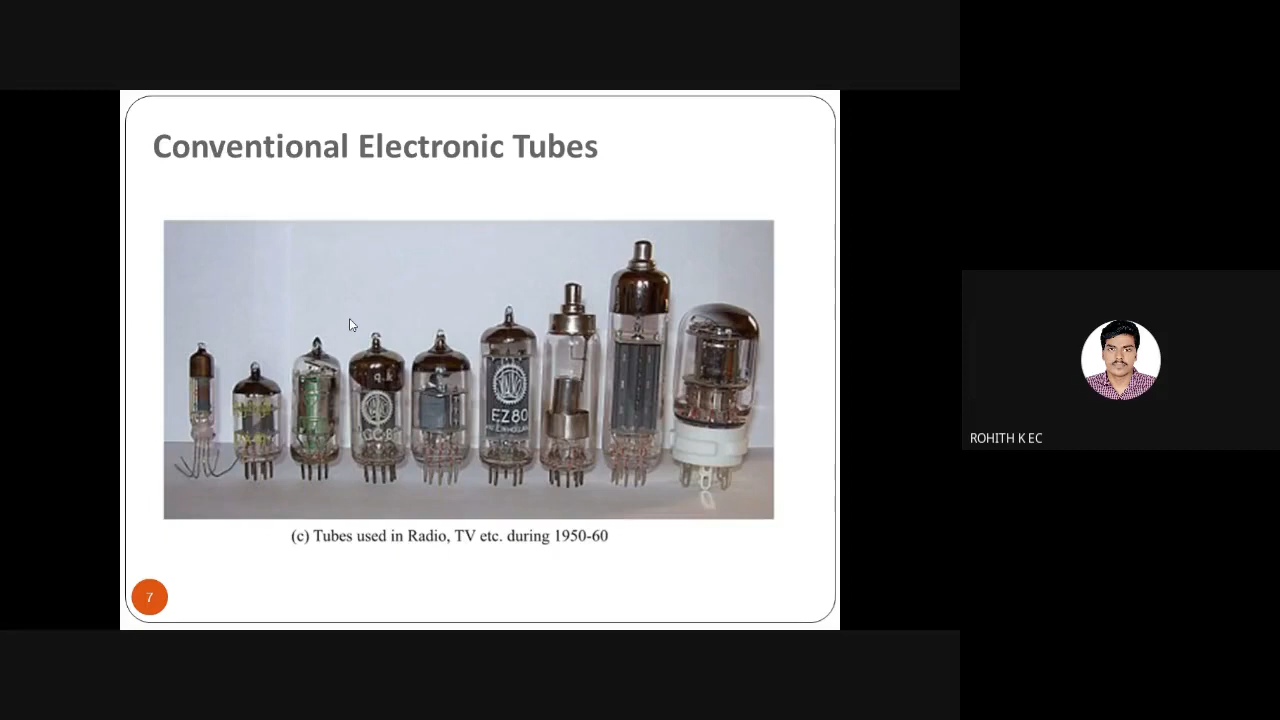 Conventional Electronic Tubes
EZ80
(c) Tubes used in Radio, TV etc. during 1950-60
7
ROHITH K EC